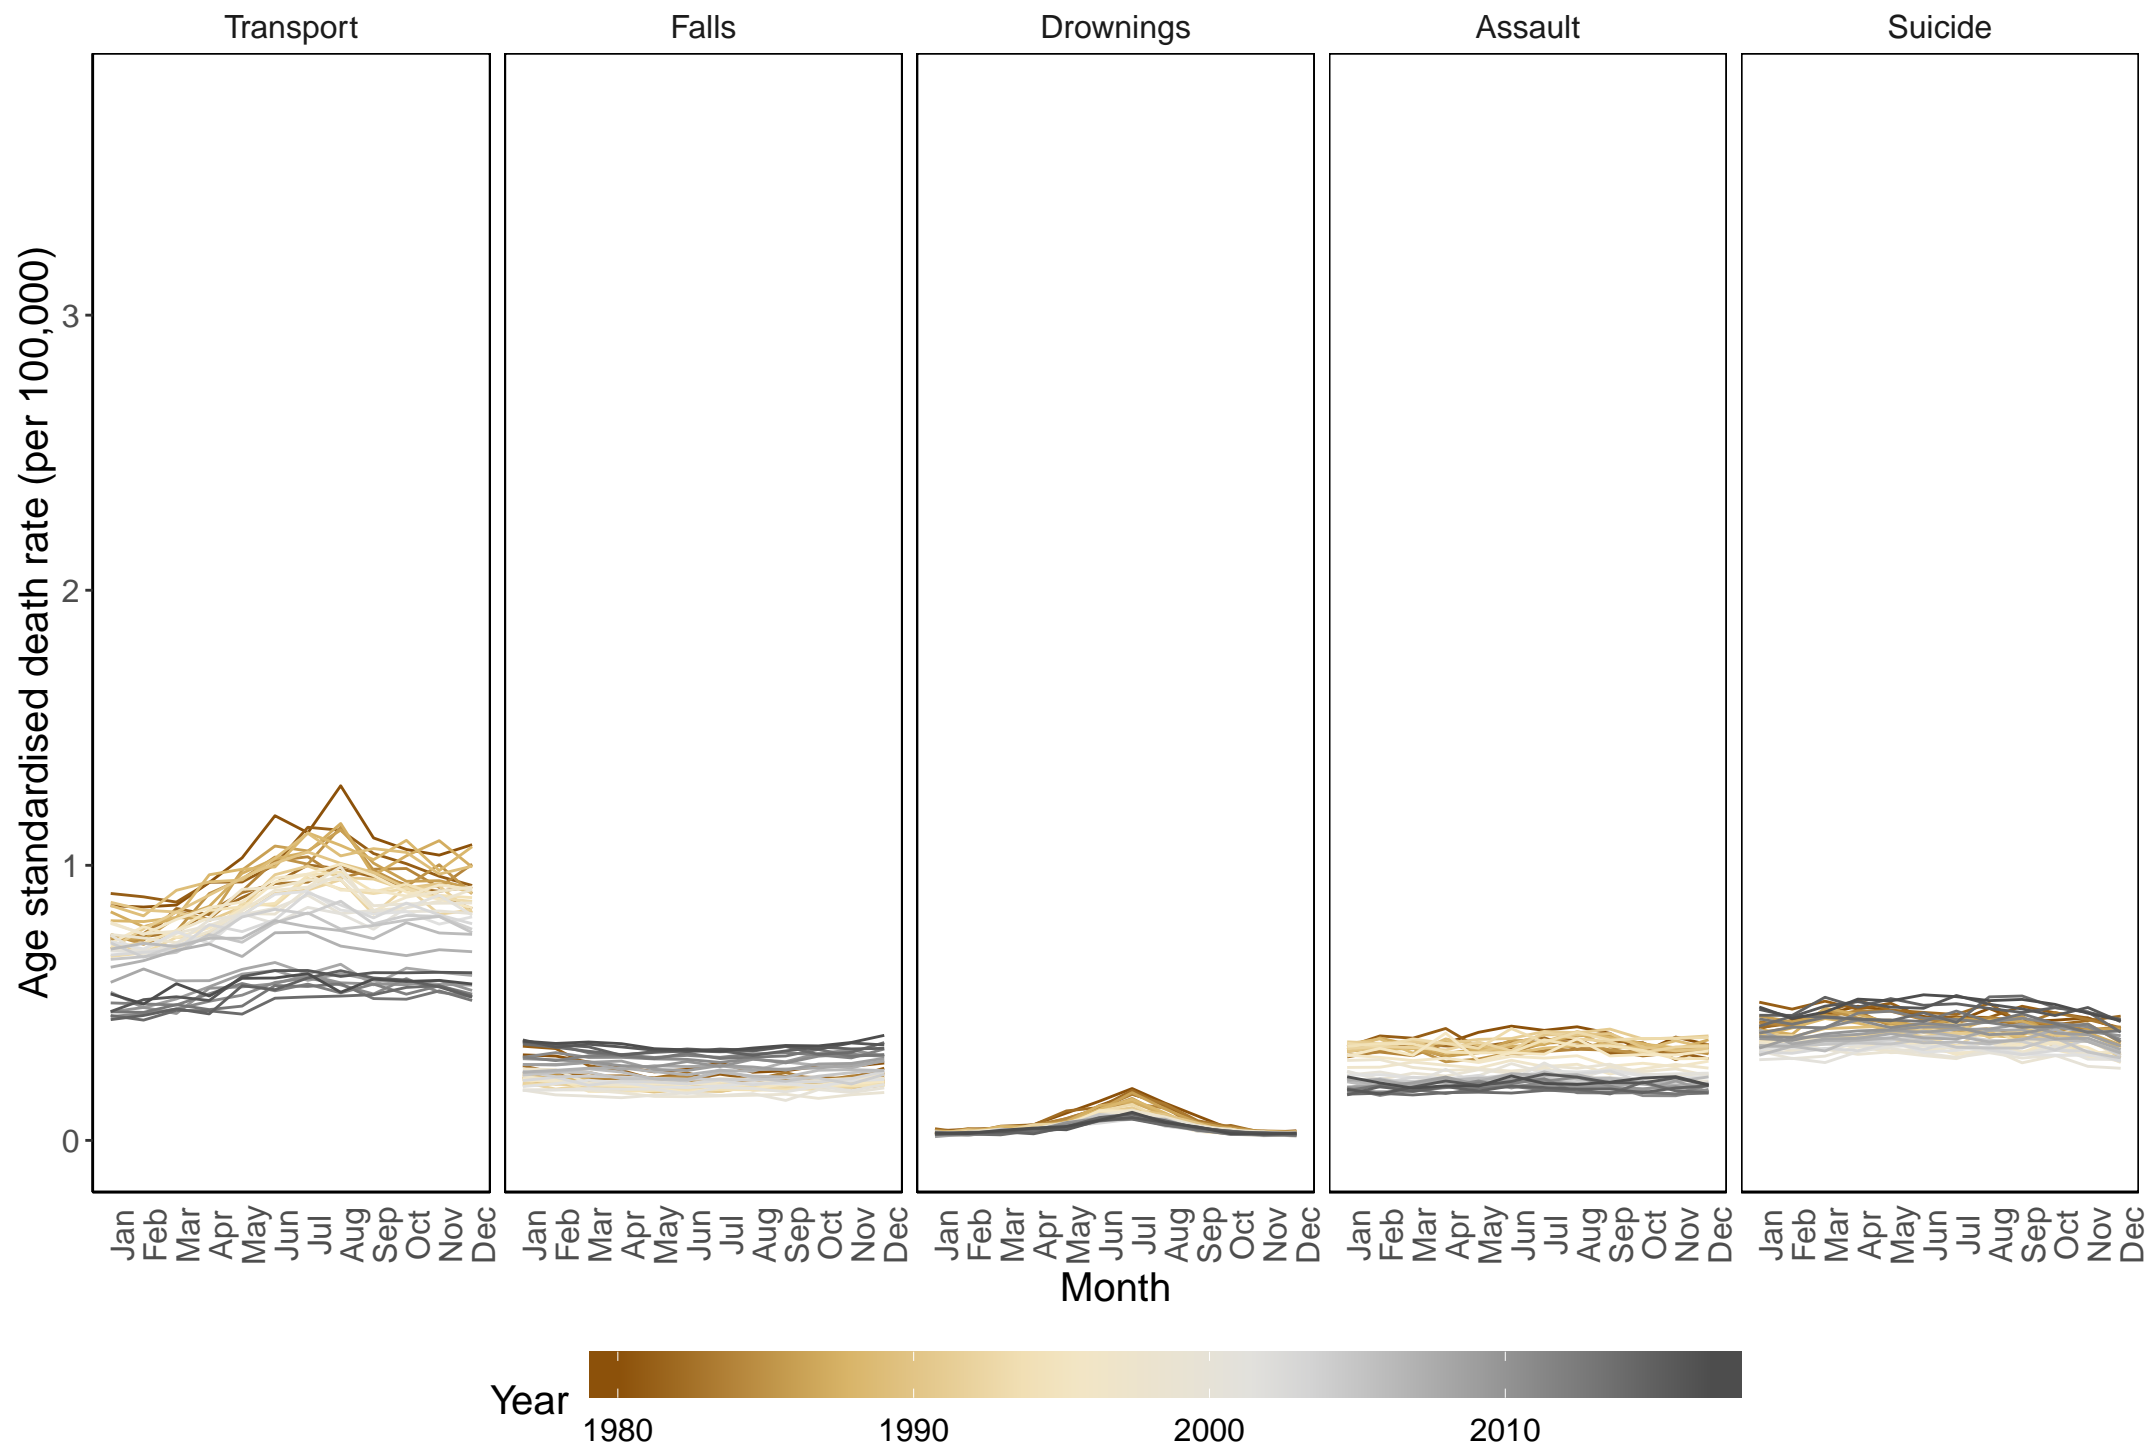 Transport Falls Drownings Assault Suicide
Age standardised death rate (per 100,000)
3
2
1
0
Jan Feb Mar Apr May Jun Jul Aug Sep Oct Nov Dec
Jan Feb Mar Apr May Jun Jul Aug Sep Oct Nov Dec
Jan Feb Mar Apr May Jun Jul Aug Sep Oct Nov Dec
Jan Feb Mar Apr May Jun Jul Aug Sep Oct Nov Dec
Jan Feb Mar Apr May Jun Jul Aug Sep Oct Nov Dec
Month
Year
1980 1990 2000 2010